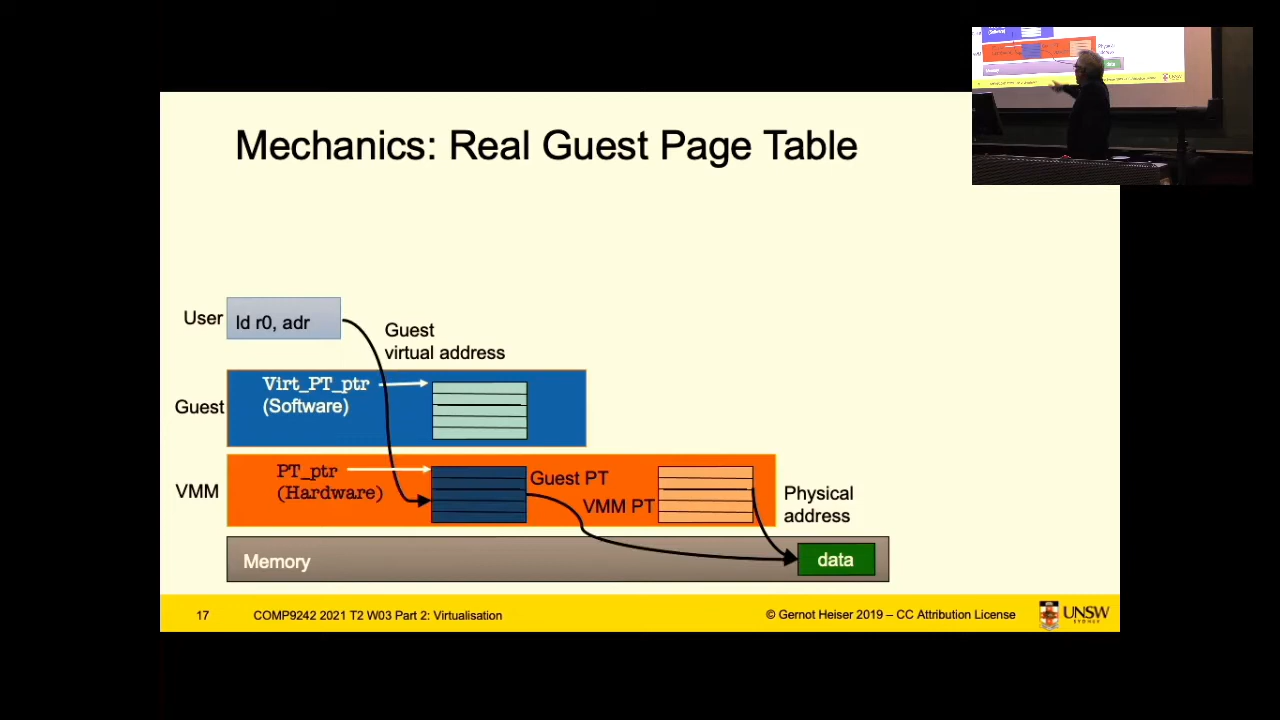 Mechanics: Real Guest Page Table
User
ld r0, adr
Guest
virtual address
Guest
Virt_PT_ptr
(Software)
VMM
PT_ptr
(Hardware)
Guest PT
VMM PT
Physical
address
Memory
data
17
COMP9242 2021 T2 W03 Part 2: Virtualisation
© Gernot Heiser 2019 – CC Attribution License
UNSW
SYDNEY